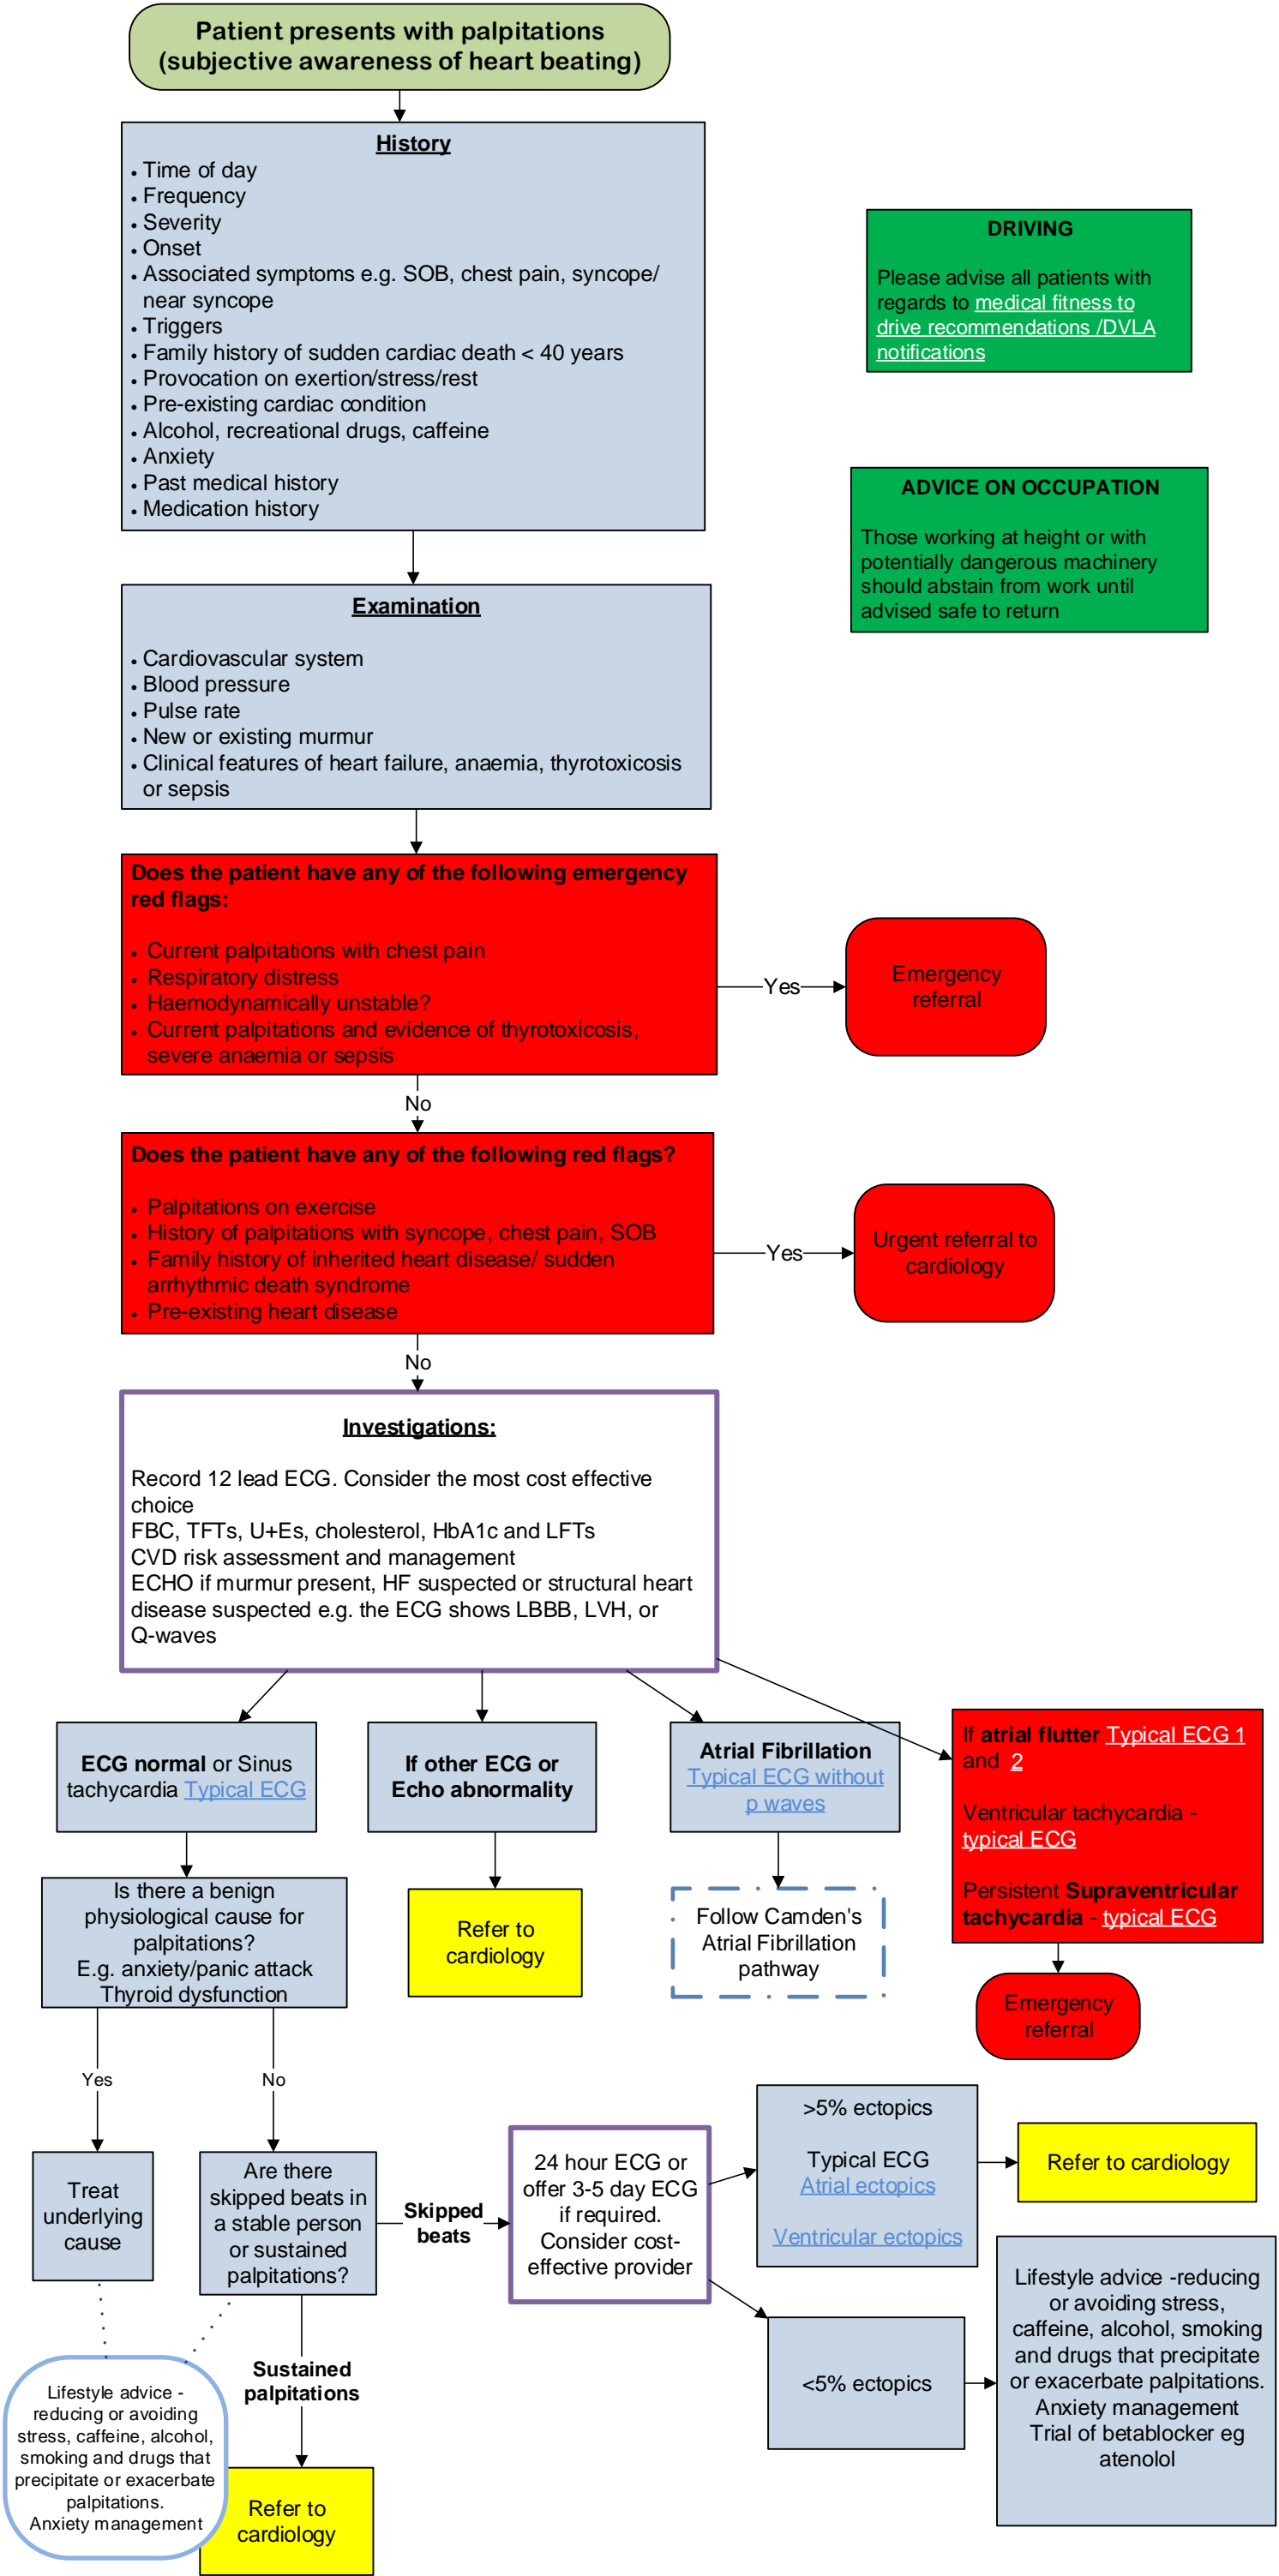 Patient presents with palpitations
(subjective awareness of heart beating)
History
• Time of day
• Frequency
• Severity
• Onset
• Associated symptoms e.g. SOB, chest pain, syncope/
near syncope
• Triggers
• Family history of sudden cardiac death < 40 years
• Provocation on exertion/stress/rest
• Pre-existing cardiac condition
• Alcohol, recreational drugs, caffeine
• Anxiety
• Past medical history
• Medication history
DRIVING
Please advise all patients with
regards to medical fitness to
drive recommendations /DVLA
notifications
ADVICE ON OCCUPATION
Those working at height or with
potentially dangerous machinery
should abstain from work until
advised safe to return
Examination
• Cardiovascular system
• Blood pressure
• Pulse rate
• New or existing murmur
• Clinical features of heart failure, anaemia, thyrotoxicosis
or sepsis
Does the patient have any of the following emergency
red flags:
• Current palpitations with chest pain
• Respiratory distress
• Haemodynamically unstable?
• Current palpitations and evidence of thyrotoxicosis,
severe anaemia or sepsis
Yes
Emergency
referral
No
Does the patient have any of the following red flags?
• Palpitations on exercise
• History of palpitations with syncope, chest pain, SOB
• Family history of inherited heart disease/ sudden
arrhythmic death syndrome
• Pre-existing heart disease
Yes
Urgent referral to
cardiology
No
Investigations:
Record 12 lead ECG. Consider the most cost effective
choice
FBC, TFTs, U+Es, cholesterol, HbA1c and LFTs
CVD risk assessment and management
ECHO if murmur present, HF suspected or structural heart
disease suspected e.g. the ECG shows LBBB, LVH, or
Q-waves
ECG normal or Sinus
tachycardia Typical ECG
If other ECG or
Echo abnormality
Atrial Fibrillation
Typical ECG without
p waves
If atrial flutter Typical ECG 1
and 2
Ventricular tachycardia -
typical ECG
Persistent Supraventricular
tachycardia - typical ECG
Is there a benign
physiological cause for
palpitations?
E.g. anxiety/panic attack
Thyroid dysfunction
Refer to
cardiology
Follow Camden's
Atrial Fibrillation
pathway
Emergency
referral
Yes
No
Treat
underlying
cause
Are there
skipped beats in
a stable person
or sustained
palpitations?
Skipped
beats
24 hour ECG or
offer 3-5 day ECG
if required.
Consider cost-
effective provider
>5% ectopics
Typical ECG
Atrial ectopics
Ventricular ectopics
Refer to cardiology
<5% ectopics
Lifestyle advice -reducing
or avoiding stress,
caffeine, alcohol, smoking
and drugs that precipitate
or exacerbate palpitations.
Anxiety management
Trial of betablocker eg
atenolol
Sustained
palpitations
Lifestyle advice -
reducing or avoiding
stress, caffeine, alcohol,
smoking and drugs that
precipitate or exacerbate
palpitations.
Anxiety management
Refer to
cardiology